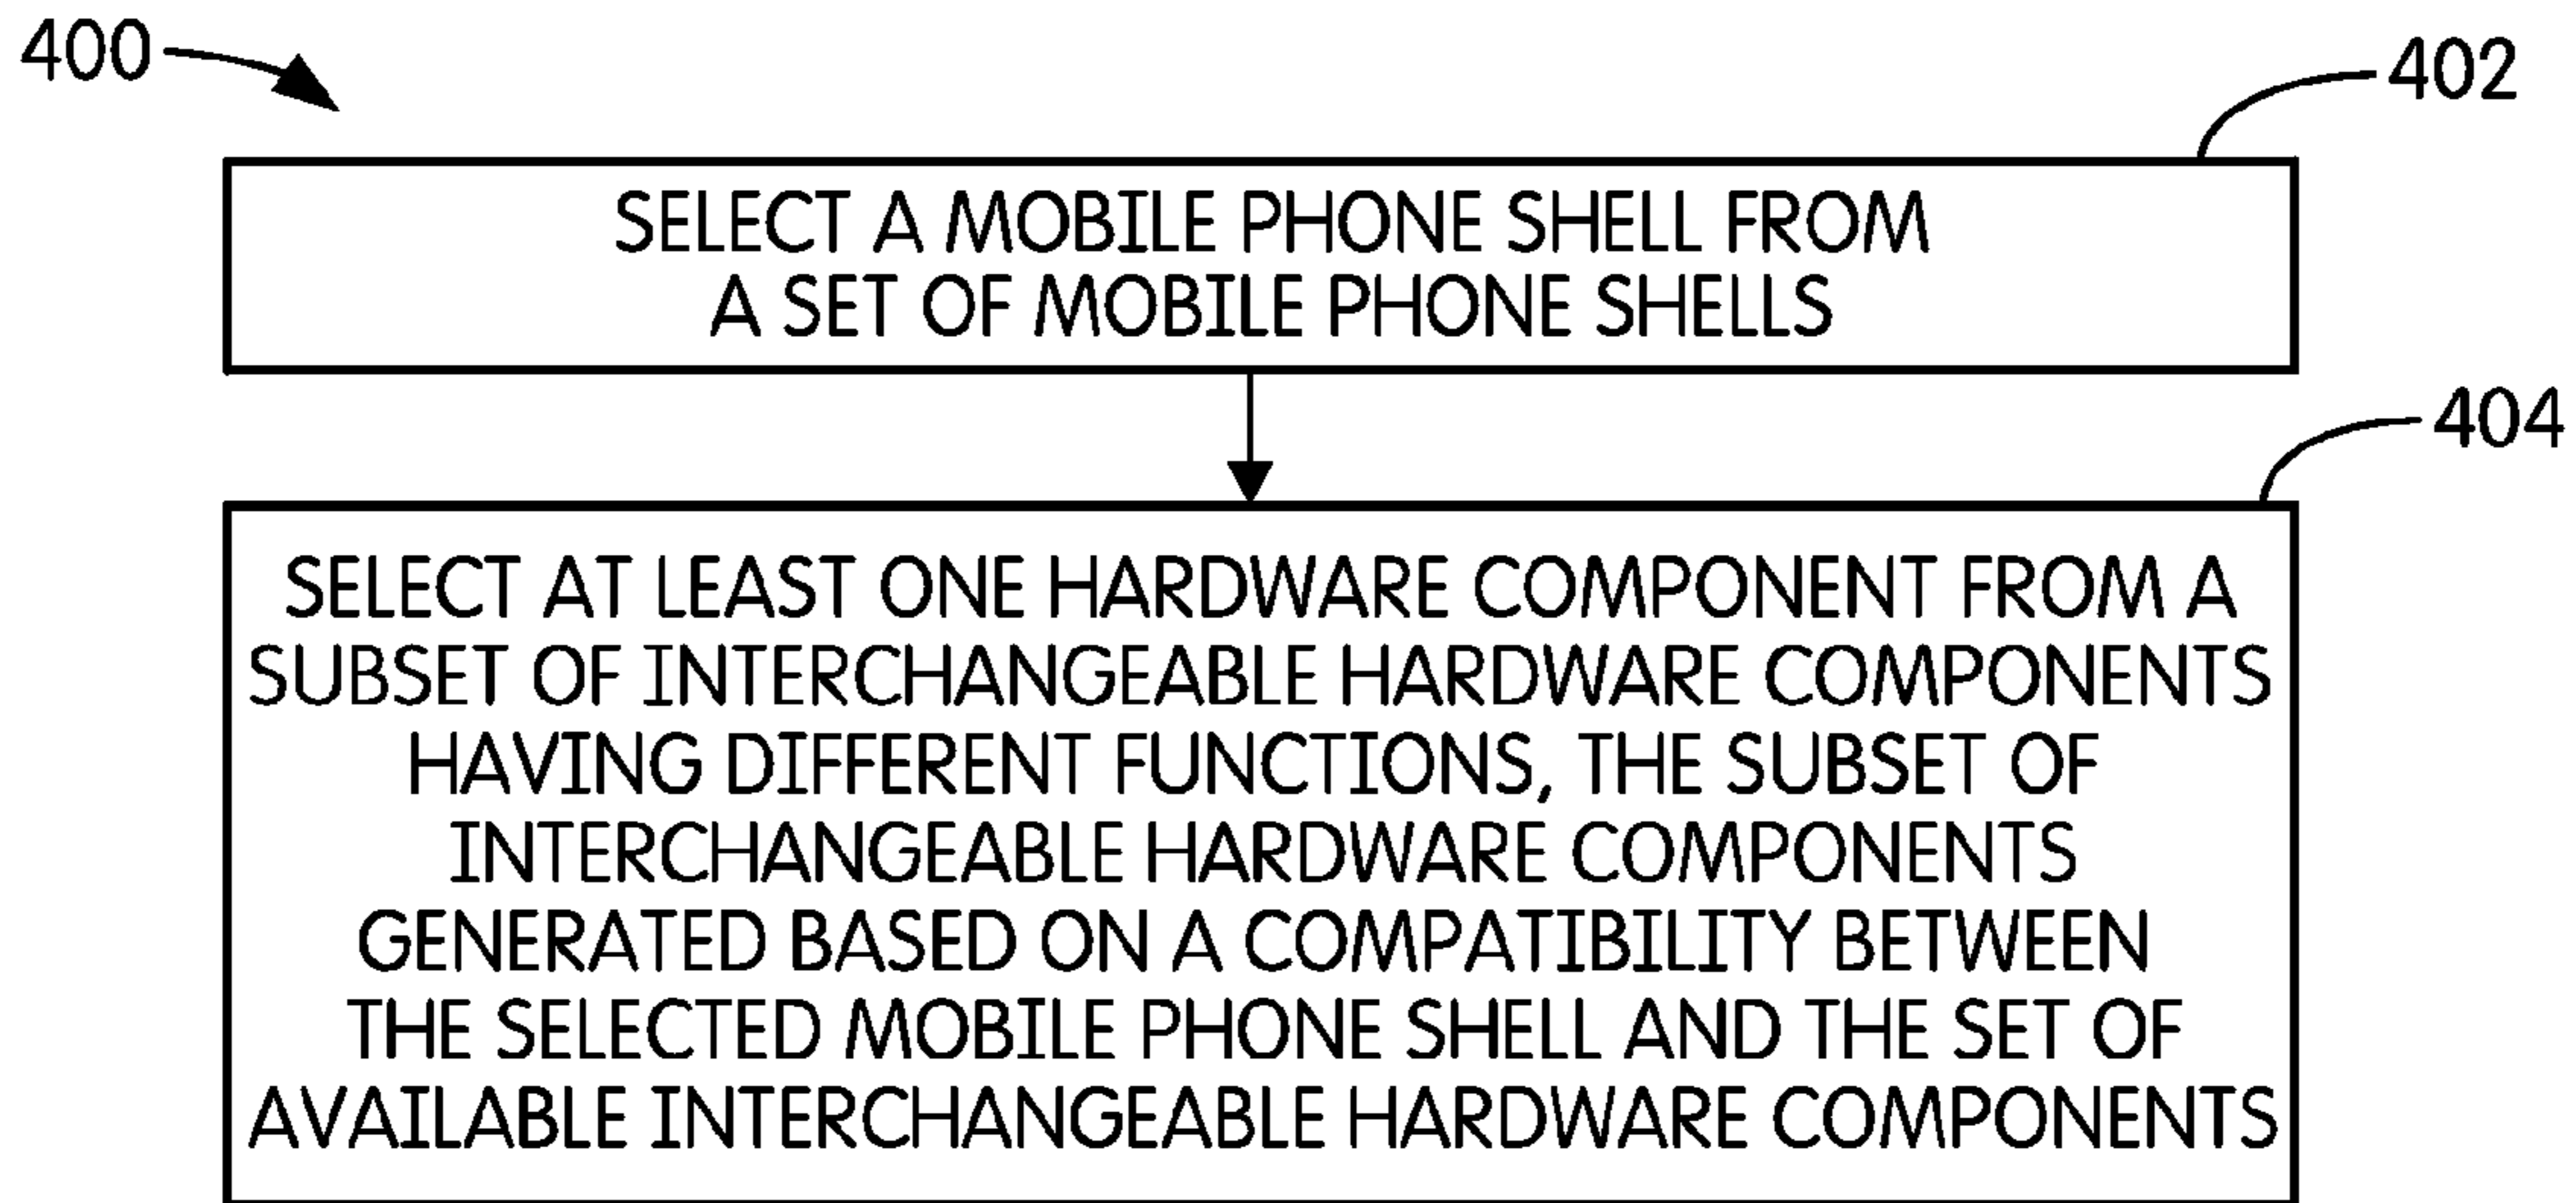 400
402
SELECT A MOBILE PHONE SHELL FROM
A SET OF MOBILE PHONE SHELLS
404
SELECT AT LEAST ONE HARDWARE COMPONENT FROM A
SUBSET OF INTERCHANGEABLE HARDWARE COMPONENTS
HAVING DIFFERENT FUNCTIONS, THE SUBSET OF
INTERCHANGEABLE HARDWARE COMPONENTS
GENERATED BASED ON A COMPATIBILITY BETWEEN
THE SELECTED MOBILE PHONE SHELL AND THE SET OF
AVAILABLE INTERCHANGEABLE HARDWARE COMPONENTS